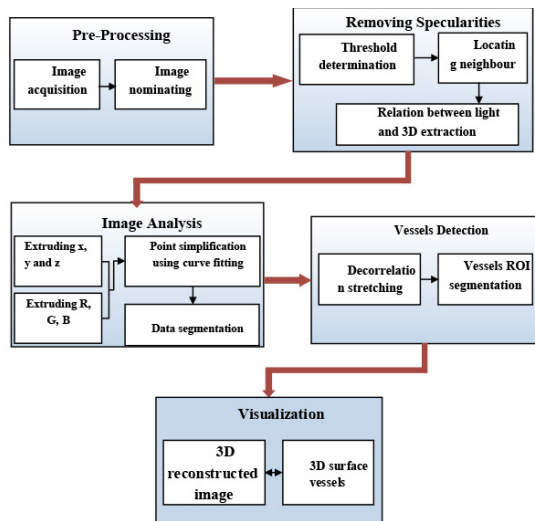 Pre-Processing
Image
acquisition
Image
nominating
Removing Specularities
Threshold
determination
Locatin
g neighbour
Relation between light
and 3D extraction
Image Analysis
Extruding x,
y and z
Extruding R,
G, B
Point simplification
using curve fitting
Data segmentation
Vessels Detection
Decorrelatio
n stretching
Vessels ROI
segmentation
Visualization
3D
reconstructed
image
3D surface
vessels